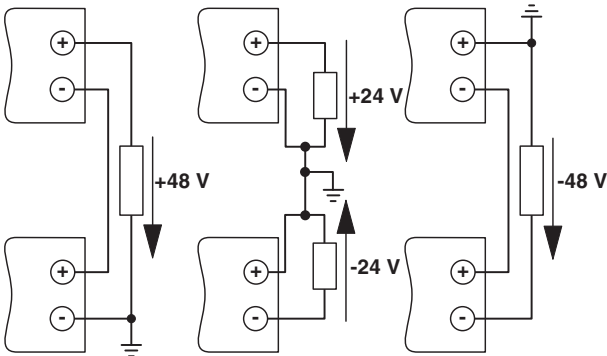 + + +
- - -
+24 V
+48 V
-48 V
-24 V
+ + +
- - -